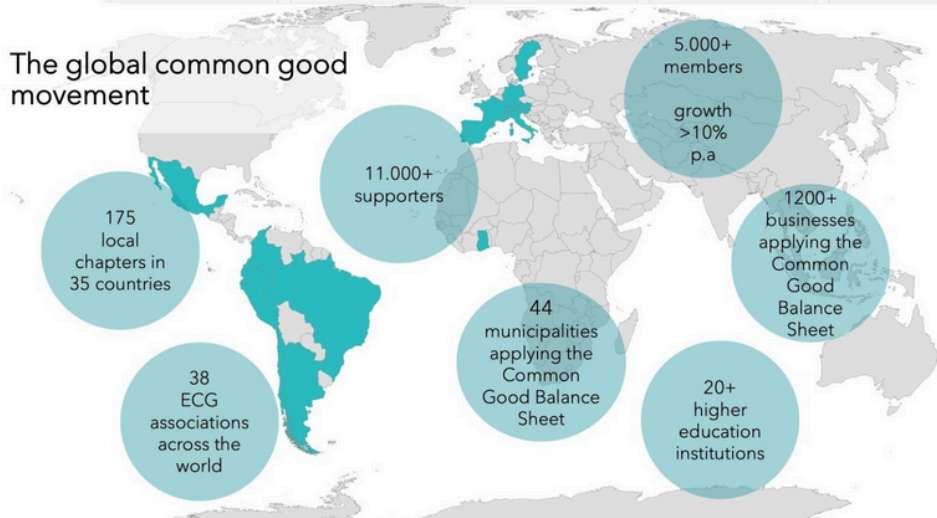 The global common good
movement
5.000+
members
growth
>10%
p.a
11.000+
supporters
175
local
chapters in
35 countries
1200+
businesses
applying the
Common
Good
Balance
Sheet
44
municipalities
applying the
Common
Good Balance
Sheet
38
ECG
associations
across the
world
20+
higher
education
institutions